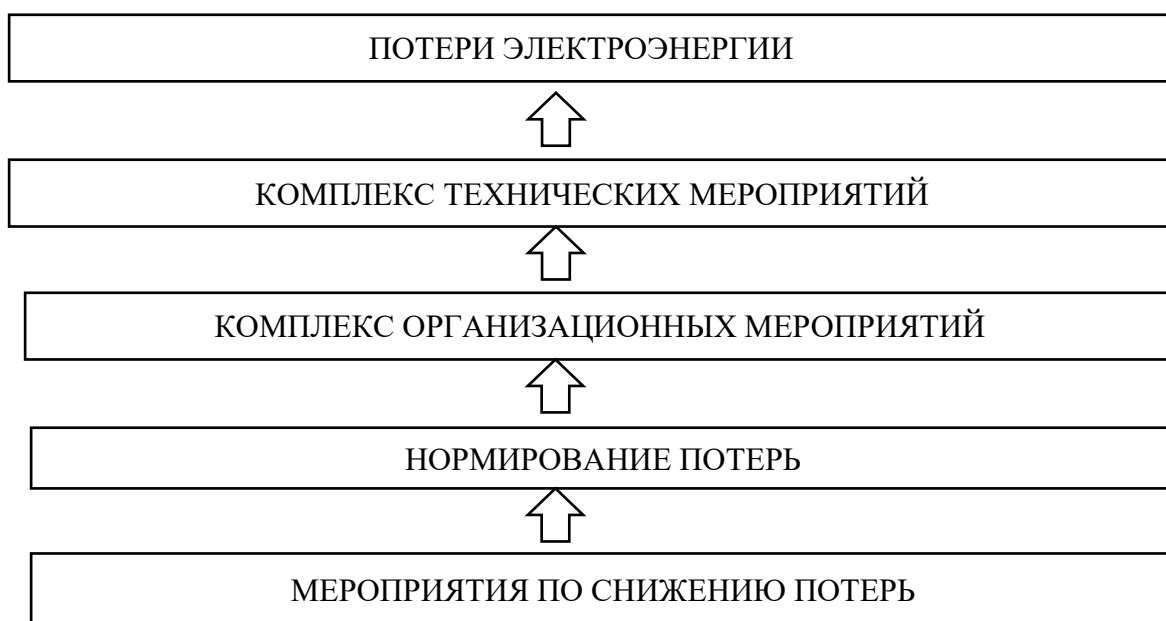 ПОТЕРИ ЭЛЕКТРОЭНЕРГИИ
КОМПЛЕКС ТЕХНИЧЕСКИХ МЕРОПРИЯТИЙ
КОМПЛЕКС ОРГАНИЗАЦИОННЫХ МЕРОПРИЯТИЙ
НОРМИРОВАНИЕ ПОТЕРЬ
МЕРОПРИЯТИЯ ПО СНИЖЕНИЮ ПОТЕРЬ